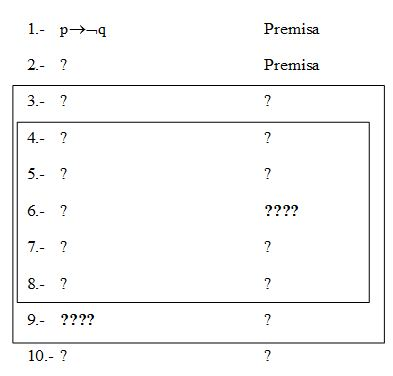 1.- p→¬q Premisa
2.- ? Premisa
3.- ? ?
4.- ? ?
5.- ? ?
6.- ? ????
7.- ? ?
8.- ? ?
9.- ???? ?
10.- ? ?